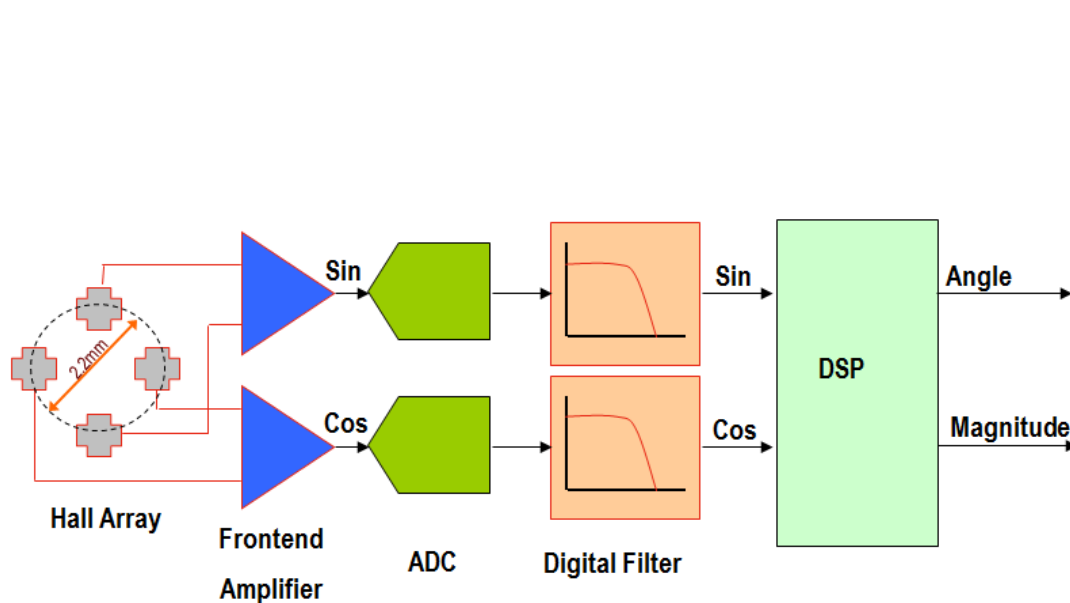 Sin
Sin
Angle
2.2mm
DSP
Cos
Cos
Magnitude
Hall Array
Frontend
Amplifier
ADC
Digital Filter